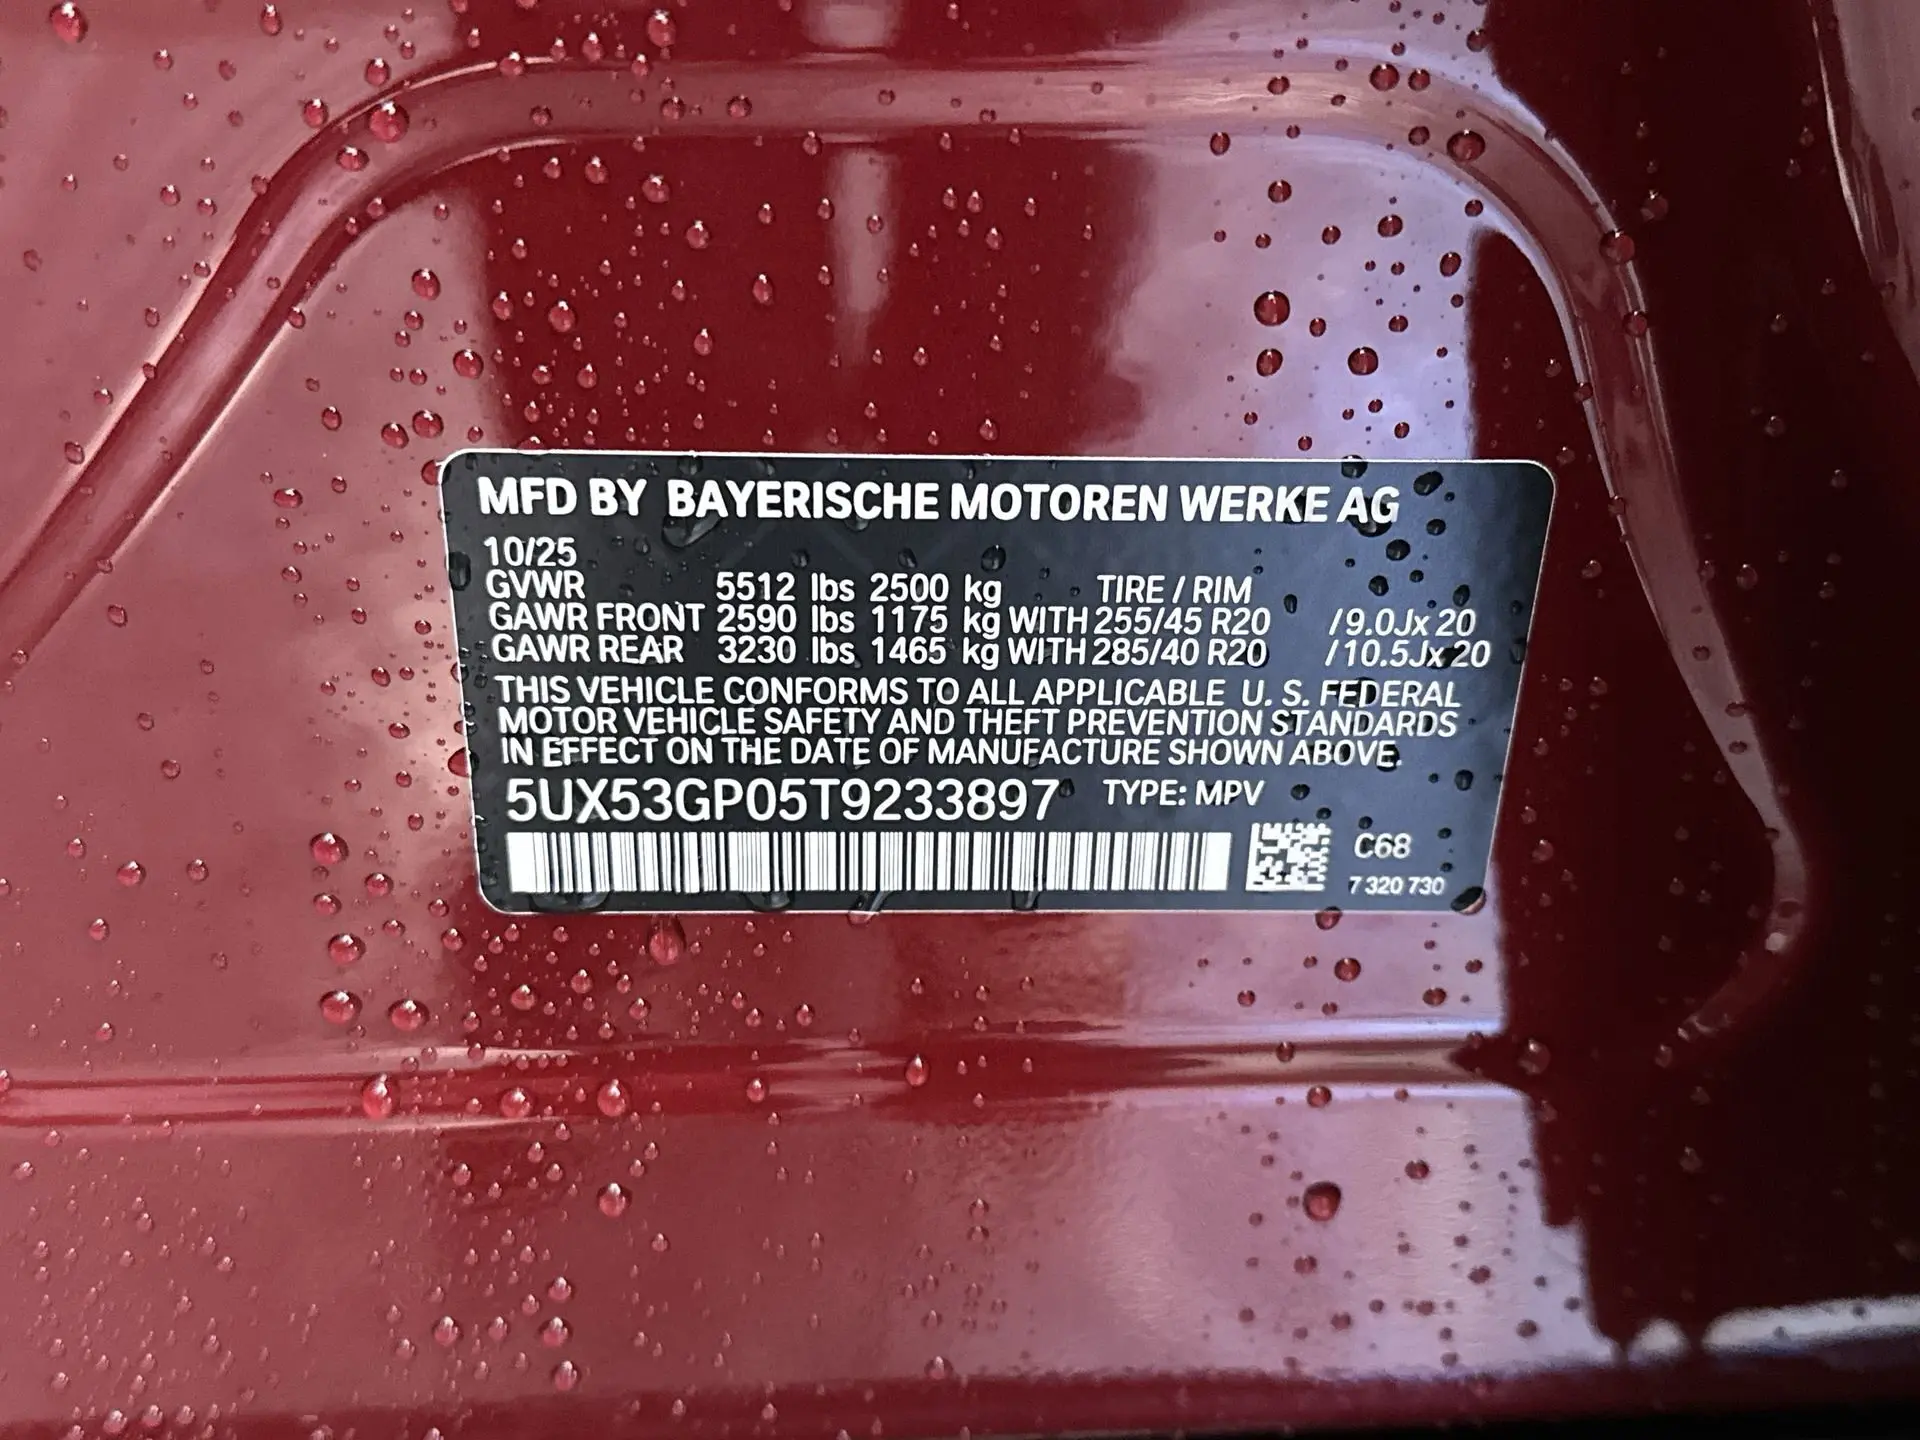 MFD BY BAYERISCHE MOTOREN WERKE AG
10/25
GVWR 5512 lbs 2500 kg TIRE / RIM
GAWR FRONT 2590 lbs 1175 kg WITH 255/45 R20 /9.0Jx 20
GAWR REAR 3230 lbs 1465 kg WITH 285/40 R20 /10.5Jx 20
THIS VEHICLE CONFORMS TO ALL APPLICABLE U. S. FEDERAL
MOTOR VEHICLE SAFETY AND THEFT PREVENTION STANDARDS
IN EFFECT ON THE DATE OF MANUFACTURE SHOWN ABOVE.
5UX53GP05T9233897 TYPE: MPV
C68
7 320 730